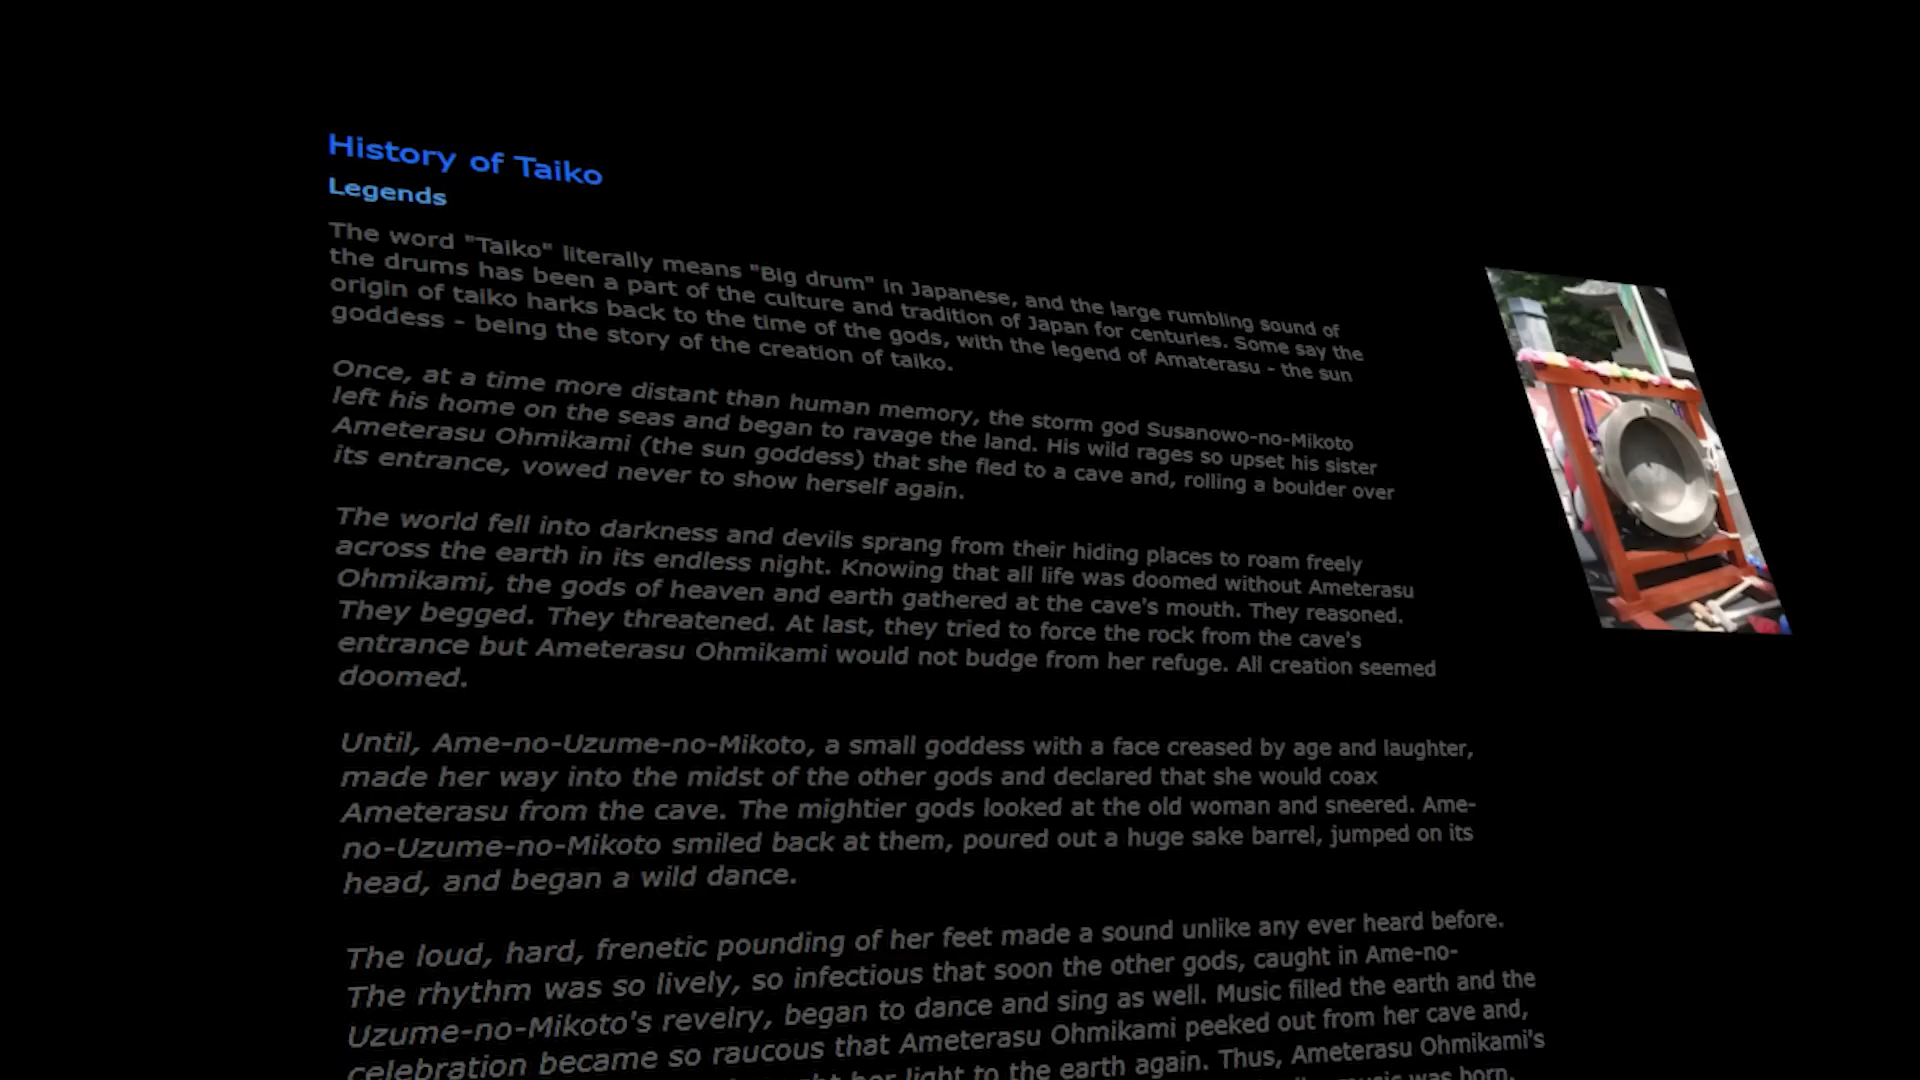 History of Taiko
Legends
The word "Taiko" literally means "Big drum" in Japanese, and the large rumbling sound of
the drums has been a part of the culture and tradition of Japan for centuries. Some say the
origin of taiko harks back to the time of the gods, with the legend of Amaterasu - the sun
goddess - being the story of the creation of taiko.
Once, at a time more distant than human memory, the storm god Susanowo-no-Mikoto
left his home on the seas and began to ravage the land. His wild rages so upset his sister
Ameterasu Ohmikami (the sun goddess) that she fled to a cave and, rolling a boulder over
its entrance, vowed never to show herself again.
The world fell into darkness and devils sprang from their hiding places to roam freely
across the earth in its endless night. Knowing that all life was doomed without Ameterasu
Ohmikami, the gods of heaven and earth gathered at the cave's mouth. They reasoned.
They begged. They threatened. At last, they tried to force the rock from the cave's
entrance but Ameterasu Ohmikami would not budge from her refuge. All creation seemed
doomed.
Until, Ame-no-Uzume-no-Mikoto, a small goddess with a face creased by age and laughter,
made her way into the midst of the other gods and declared that she would coax
Ameterasu from the cave. The mightier gods looked at the old woman and sneered. Ame-
no-Uzume-no-Mikoto smiled back at them, poured out a huge sake barrel, jumped on its
head, and began a wild dance.
The loud, hard, frenetic pounding of her feet made a sound unlike any ever heard before.
The rhythm was so lively, so infectious that soon the other gods, caught in Ame-no-
Uzume-no-Mikoto's revelry, began to dance and sing as well. Music filled the earth and the
celebration became so raucous that Ameterasu Ohmikami peeked out from her cave and,
her light to the earth again. Thus, Ameterasu Ohmikami's
music was born.